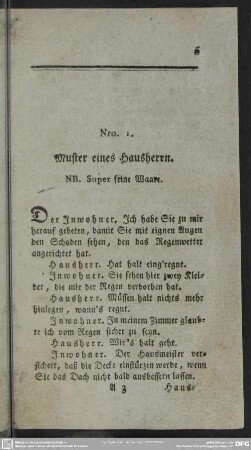 6
Nro. 1.
Muster eines Hausherrn.
NB. Super feine Waare.
Der Inwohner. Ich habe Sie zu mir
herauf gebeten, damit Sie mit eignen Augen
den Schaden sehen, den das Regenwetter
angerichtet hat.
Hausherr. Hat halt eing'regnt.
Inwohner. Sie sehen hier zwey Klei-
der, die mir der Regen verdorben hat.
Hausherr. Müssen halt nichts mehr
hinlegen, wann's regnt.
Inwohner. In meinem Zimmer glaub-
te ich vom Regen sicher zu seyn.
Hausherr. Wie's halt geht.
Inwohner. Der Hausmeister ver-
sichert, daß die Decke einstürzen werde, wenn
Sie das Dach nicht bald ausbessern lassen.
A 3 Haus-